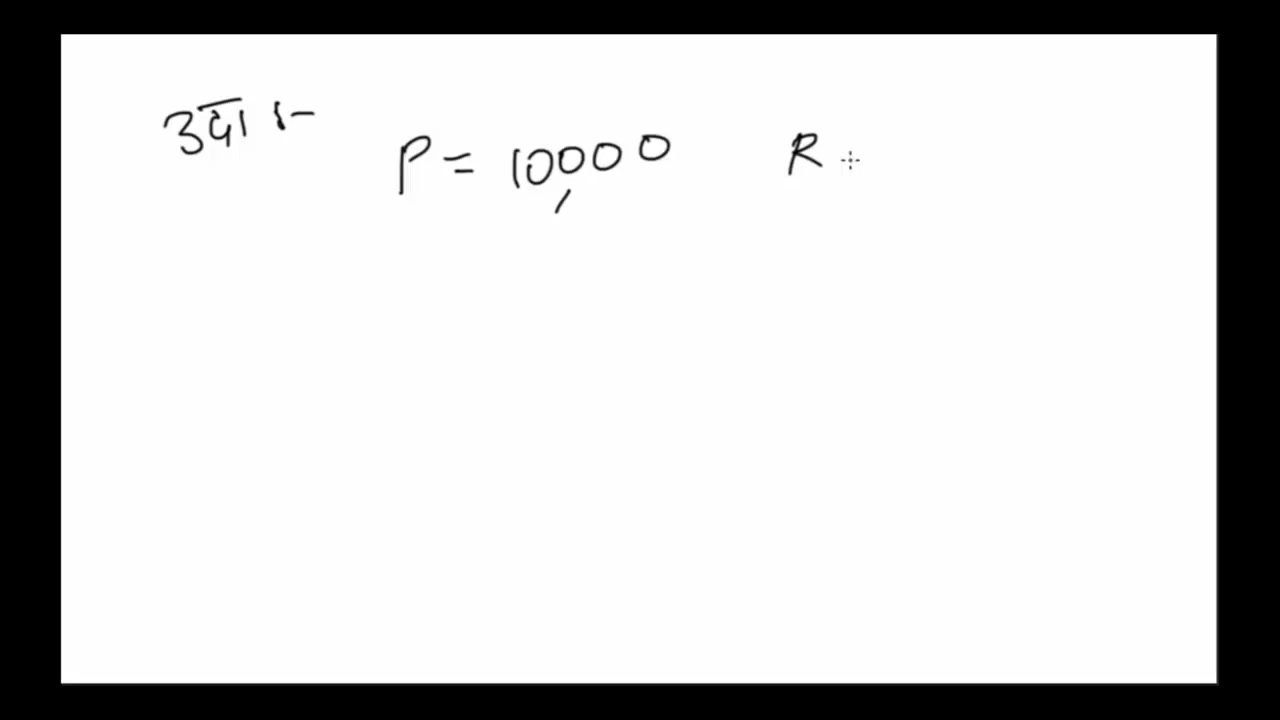 उदा :- P = 10,000 R